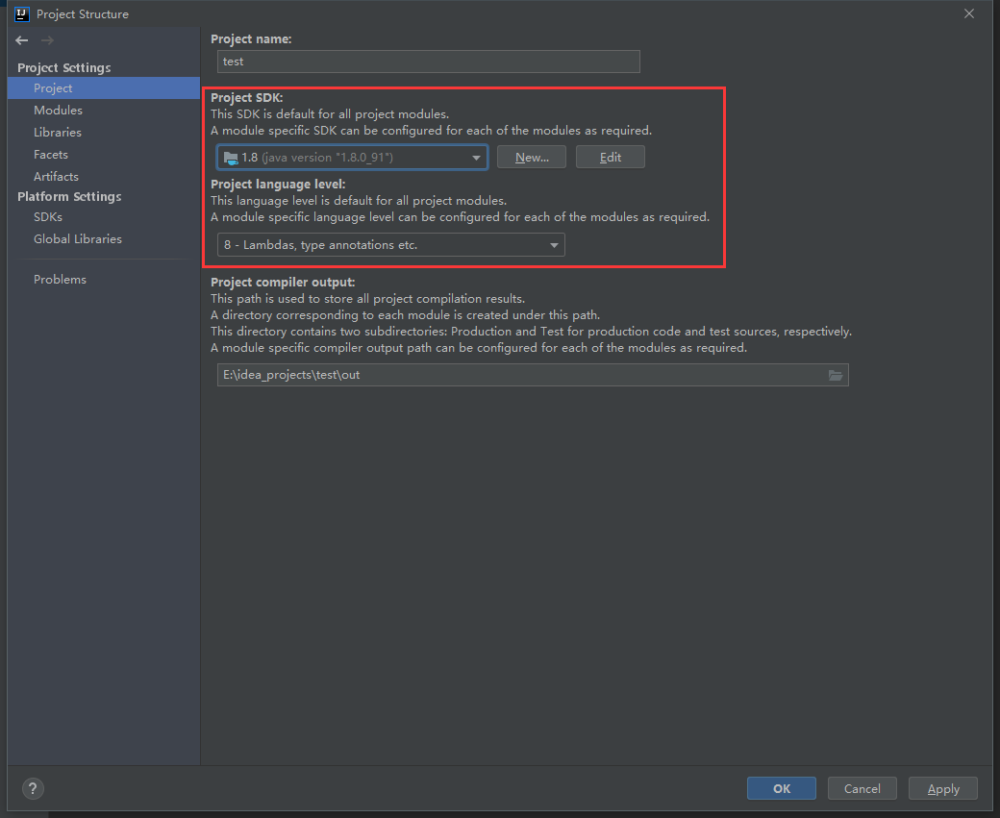 Project Structure
Project Settings
Project
Modules
Libraries
Facets
Artifacts
Platform Settings
SDKs
Global Libraries
Problems
Project name:
test
Project SDK:
This SDK is default for all project modules.
A module specific SDK can be configured for each of the modules as required.
1.8 (java version "1.8.0_91")
New...
Edit
Project language level:
This language level is default for all project modules.
A module specific language level can be configured for each of the modules as required.
8 - Lambdas, type annotations etc.
Project compiler output:
This path is used to store all project compilation results.
A directory corresponding to each module is created under this path.
This directory contains two subdirectories: Production and Test for production code and test sources, respectively.
A module specific compiler output path can be configured for each of the modules as required.
E:\idea_projects\test\out
?
OK
Cancel
Apply